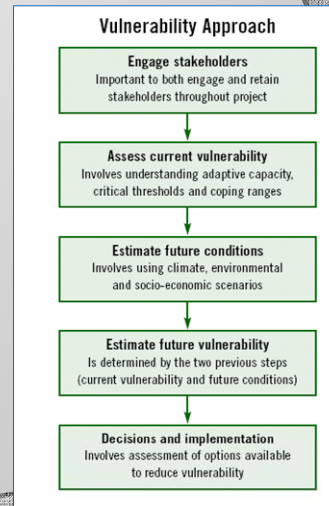 Vulnerability Approach
Engage stakeholders
Important to both engage and retain
stakeholders throughout project
Assess current vulnerability
Involves understanding adaptive capacity,
critical thresholds and coping ranges
Estimate future conditions
Involves using climate, environmental
and socio-economic scenarios
Estimate future vulnerability
Is determined by the two previous steps
(current vulnerability and future conditions)
Decisions and implementation
Involves assessment of options available
to reduce vulnerability